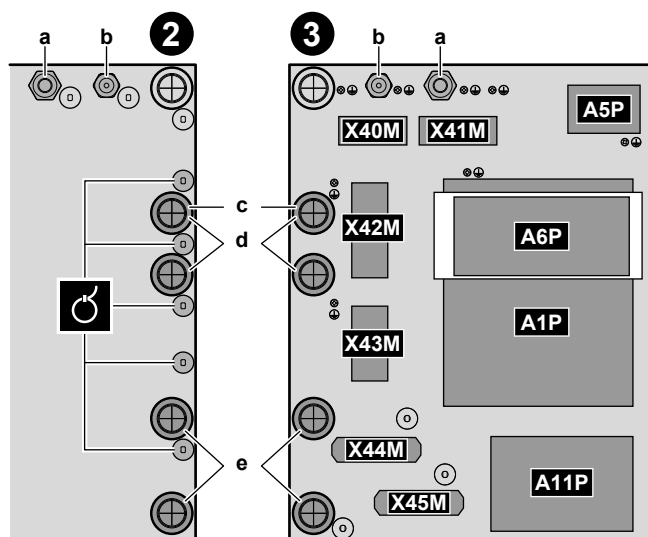 a b 2 3 b a
A5P
X40M X41M
c
d
X42M
A6P
A1P
X43M
e
X44M
X45M
A11P